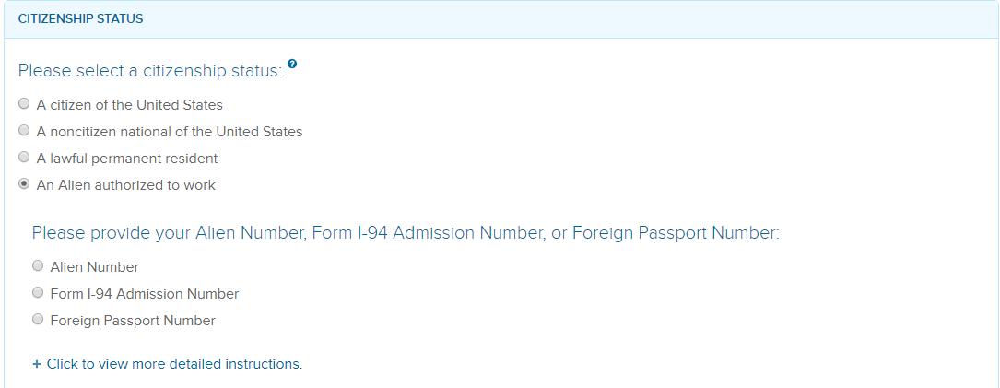 CITIZENSHIP STATUS
Please select a citizenship status: ?
A citizen of the United States
A noncitizen national of the United States
A lawful permanent resident
An Alien authorized to work
Please provide your Alien Number, Form I-94 Admission Number, or Foreign Passport Number:
Alien Number
Form I-94 Admission Number
Foreign Passport Number
+ Click to view more detailed instructions.